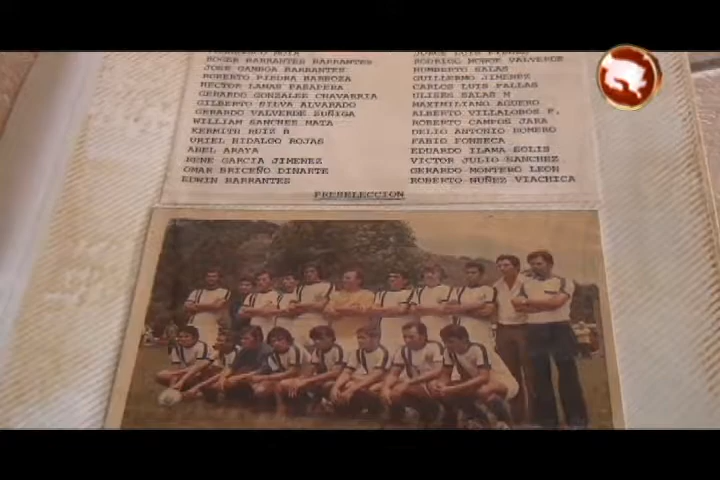 ROGER BARRANTES BARRANTES RODRIGO MONGE VALVERDE
JOSE GAMBOA BARRANTES HUMBERTO SALAS
ROBERTO PIEDRA BARBOZA GUILLERMO JIMENEZ
HECTOR LAMAS PASAPERA CARLOS LUIS FALLAS
GERARDO GONZALEZ CHAVARRIA ULISES SALAS M
GILBERTO SILVA ALVARADO MAXIMILIANO AGUERO
GERARDO VALVERDE ZUÑIGA ALBERTO VILLALOBOS F.
WILLIAM SANCHEZ MATA ROBERTO CAMPOS JARA
KERMITH RUIZ R DELIO ANTONIO ROMERO
URIEL HIDALGO ROJAS FABIO FONSECA
ABEL ARAYA EDUARDO ILAMA SOLIS
RENE GARCIA JIMENEZ VICTOR JULIO SANCHEZ
OMAR BRICEÑO DINARTE GERARDO MONTERO LEON
EDWIN BARRANTES ROBERTO NUÑEZ VIACHICA
PRESELECCION